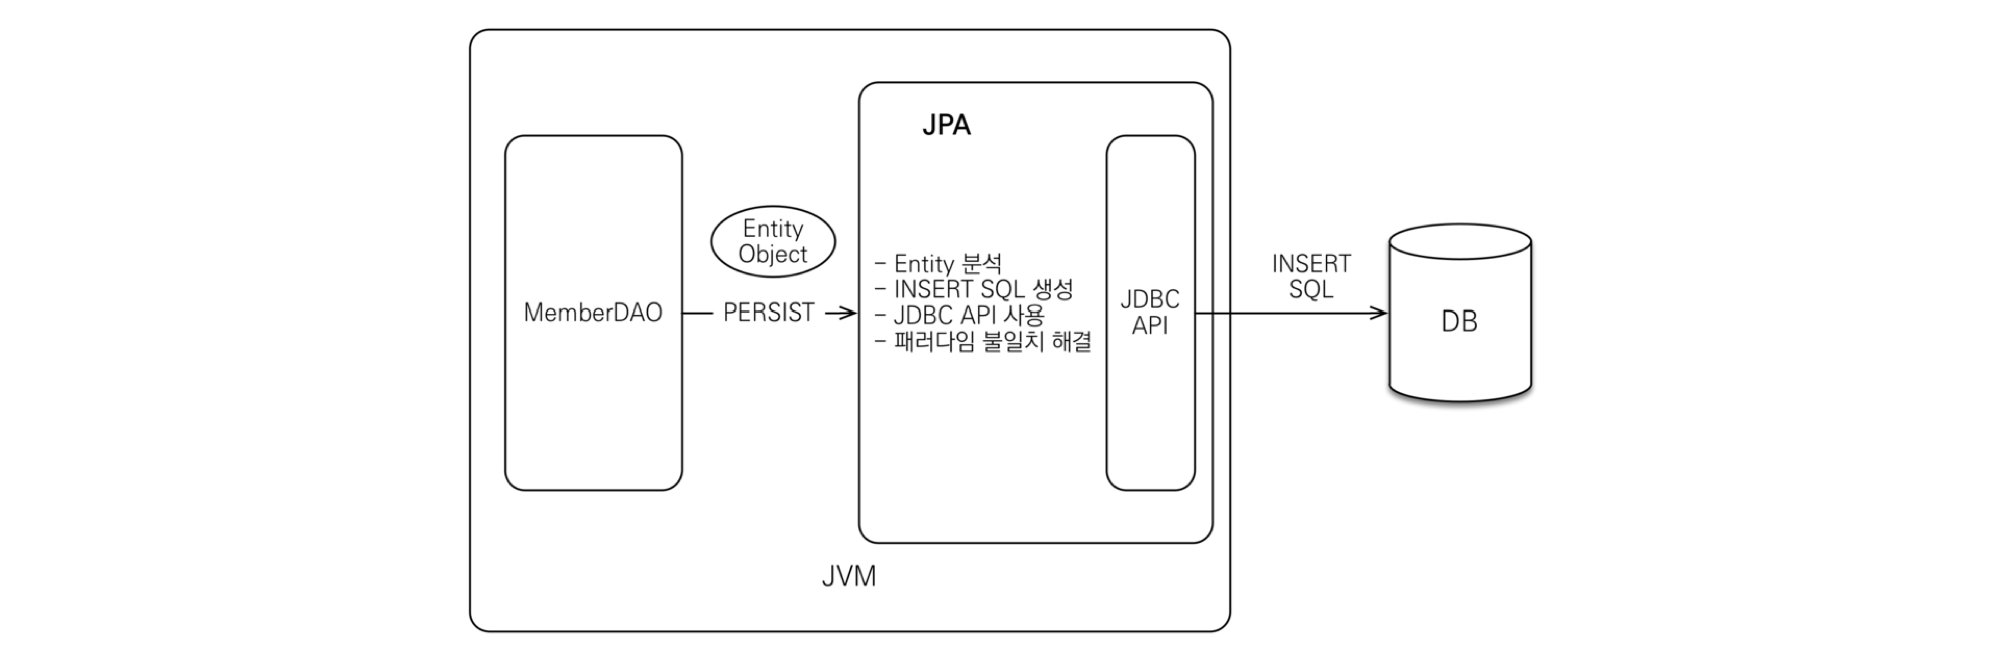 JPA
Entity
Object
MemberDAO
PERSIST
- Entity 분석
- INSERT SQL 생성
- JDBC API 사용
- 패러다임 불일치 해결
JDBC
API
INSERT
SQL
DB
JVM